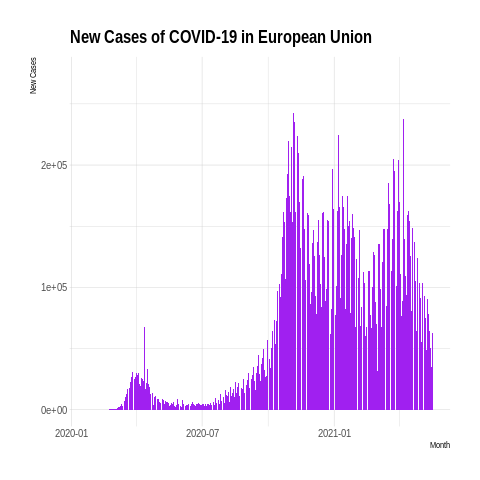 New Cases of COVID-19 in European Union
New Cases
2e+05
1e+05
0e+00
2020-01
2020-07
2021-01
Month